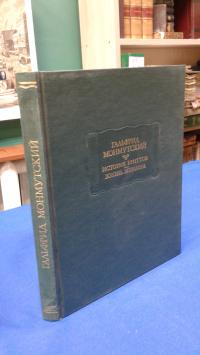 ГАЛЬФРИД МОНМУТСКИЙ
ГАЛЬФРИД
МОНМУТСКИЙ
ИСТОРИЯ БРИТТОВ
ЖИЗНЬ МЕРЛИНА